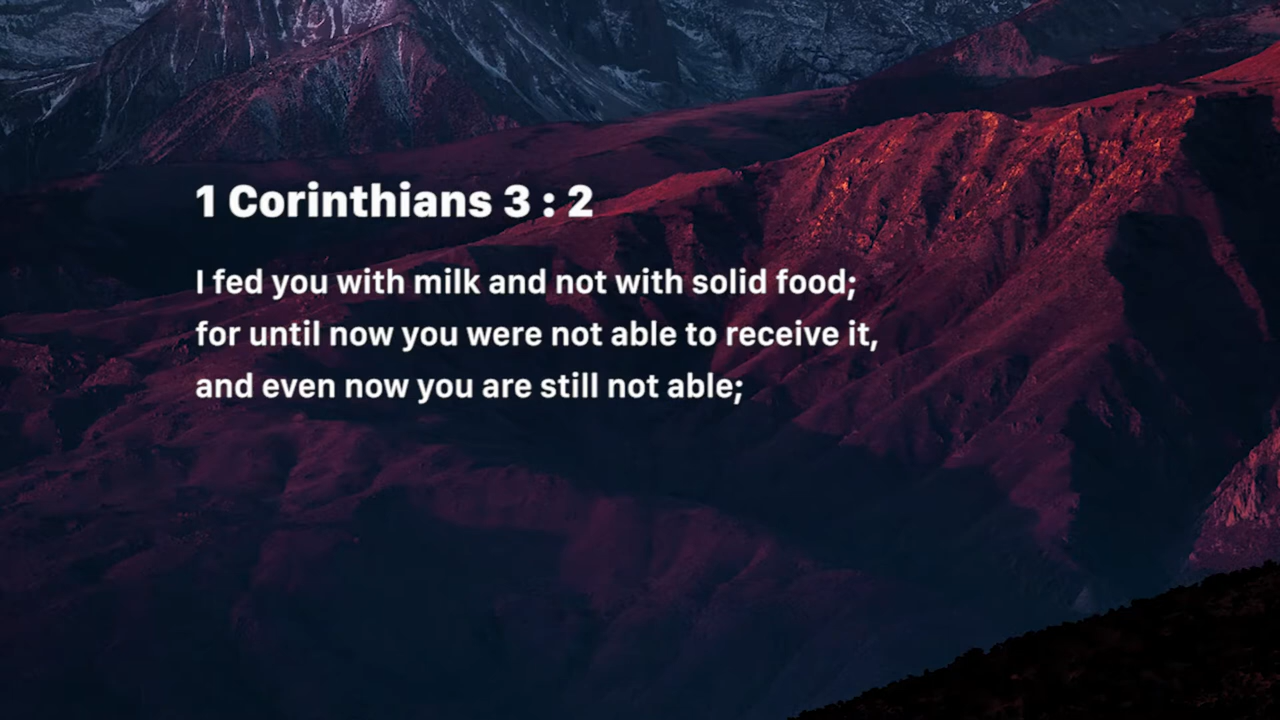 1 Corinthians 3 : 2
I fed you with milk and not with solid food;
for until now you were not able to receive it,
and even now you are still not able;